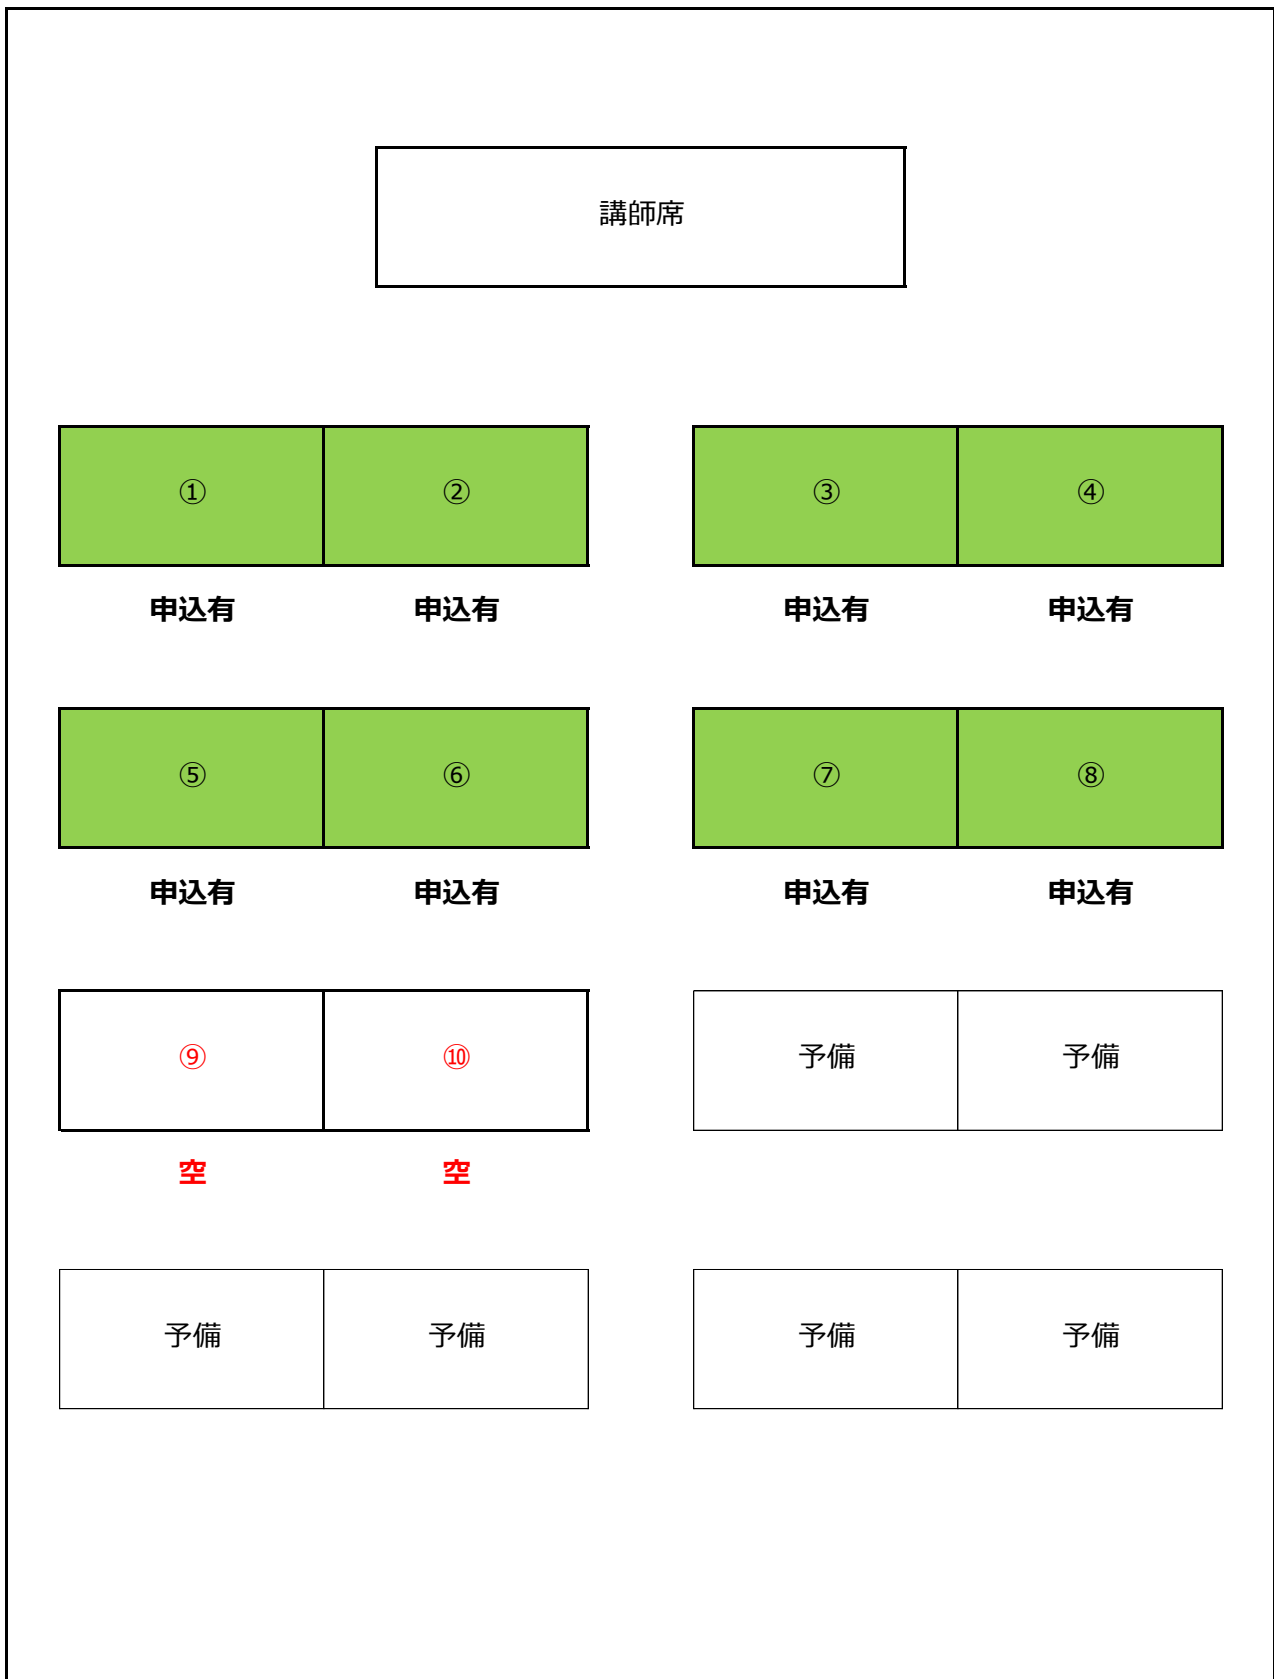 講師席
① ② ③ ④
申込有 申込有 申込有 申込有
⑤ ⑥ ⑦ ⑧
申込有 申込有 申込有 申込有
⑨ ⑩ 予備 予備
空 空
予備 予備 予備 予備